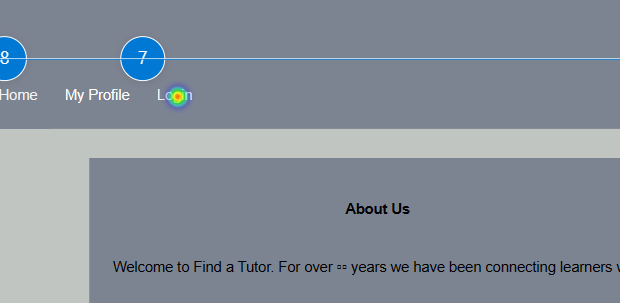 8 7
Home My Profile Login
About Us
Welcome to Find a Tutor. For over ▫▫ years we have been connecting learners